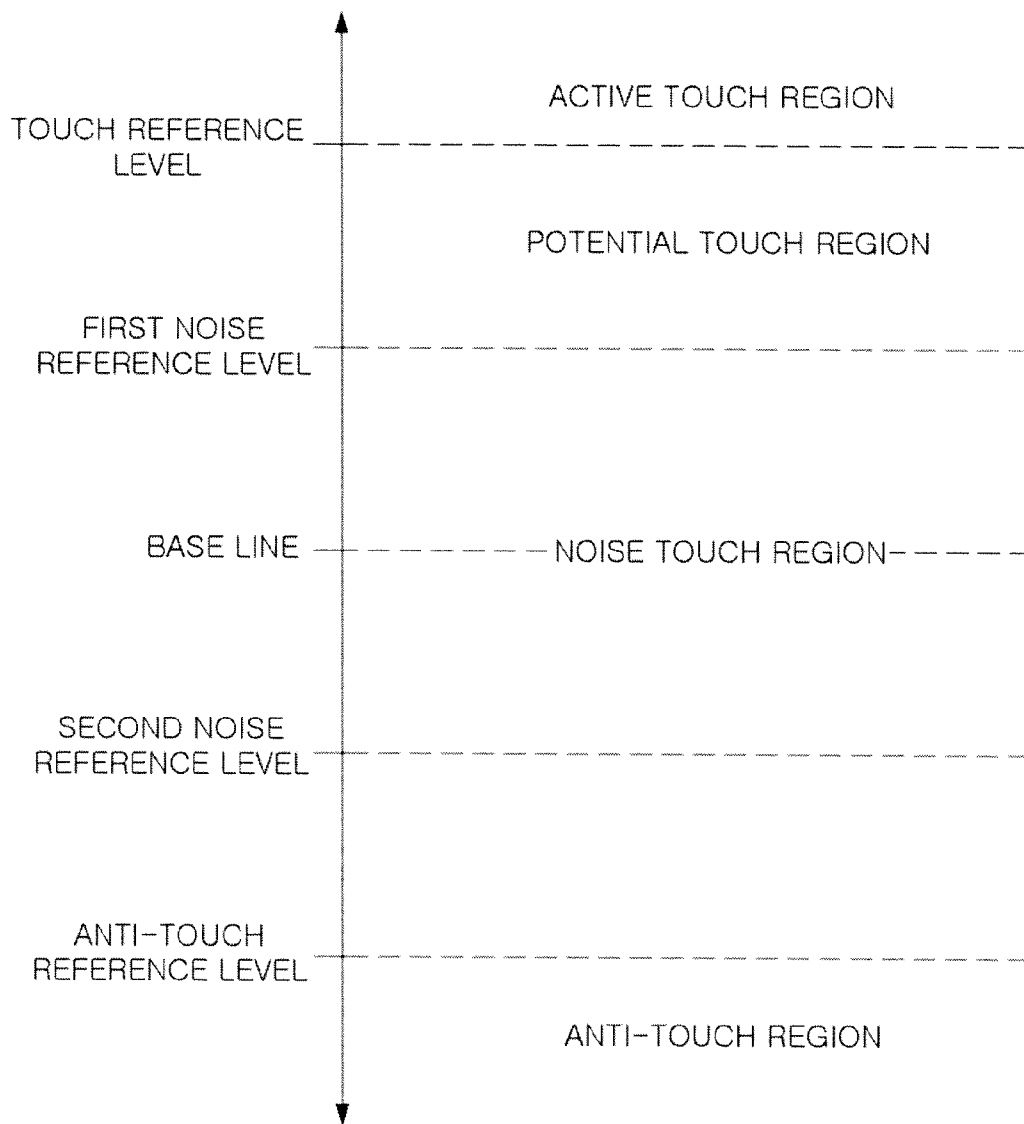 ACTIVE TOUCH REGION
TOUCH REFERENCE
LEVEL
POTENTIAL TOUCH REGION
FIRST NOISE
REFERENCE LEVEL
BASE LINE
NOISE TOUCH REGION
SECOND NOISE
REFERENCE LEVEL
ANTI-TOUCH
REFERENCE LEVEL
ANTI-TOUCH REGION